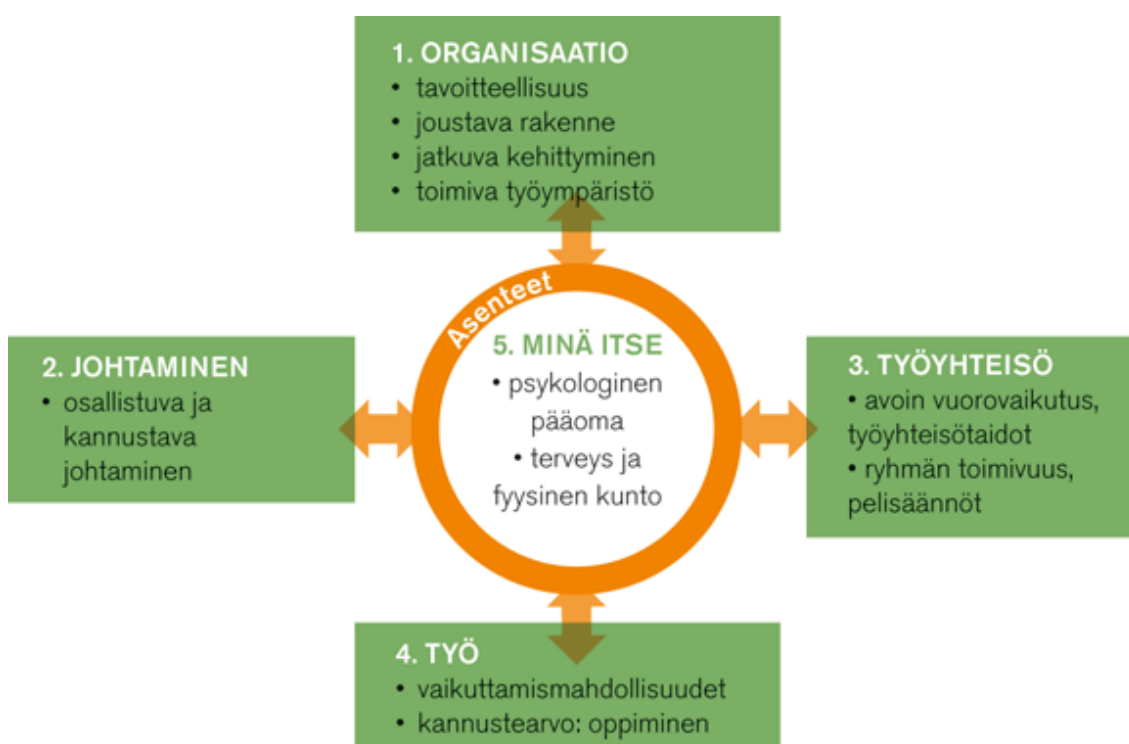 1. ORGANISAATIO
• tavoitteellisuus
• joustava rakenne
• jatkuva kehittyminen
• toimiva työympäristö
Asenteet
5. MINÄ ITSE
• psykologinen
pääoma
• terveys ja
fyysinen kunto
2. JOHTAMINEN
• osallistuva ja
kannustava
johtaminen
3. TYÖYHTEISÖ
• avoin vuorovaikutus,
työyhteisötaidot
• ryhmän toimivuus,
pelisäännöt
4. TYÖ
• vaikuttamismahdollisuudet
• kannustearvo: oppiminen